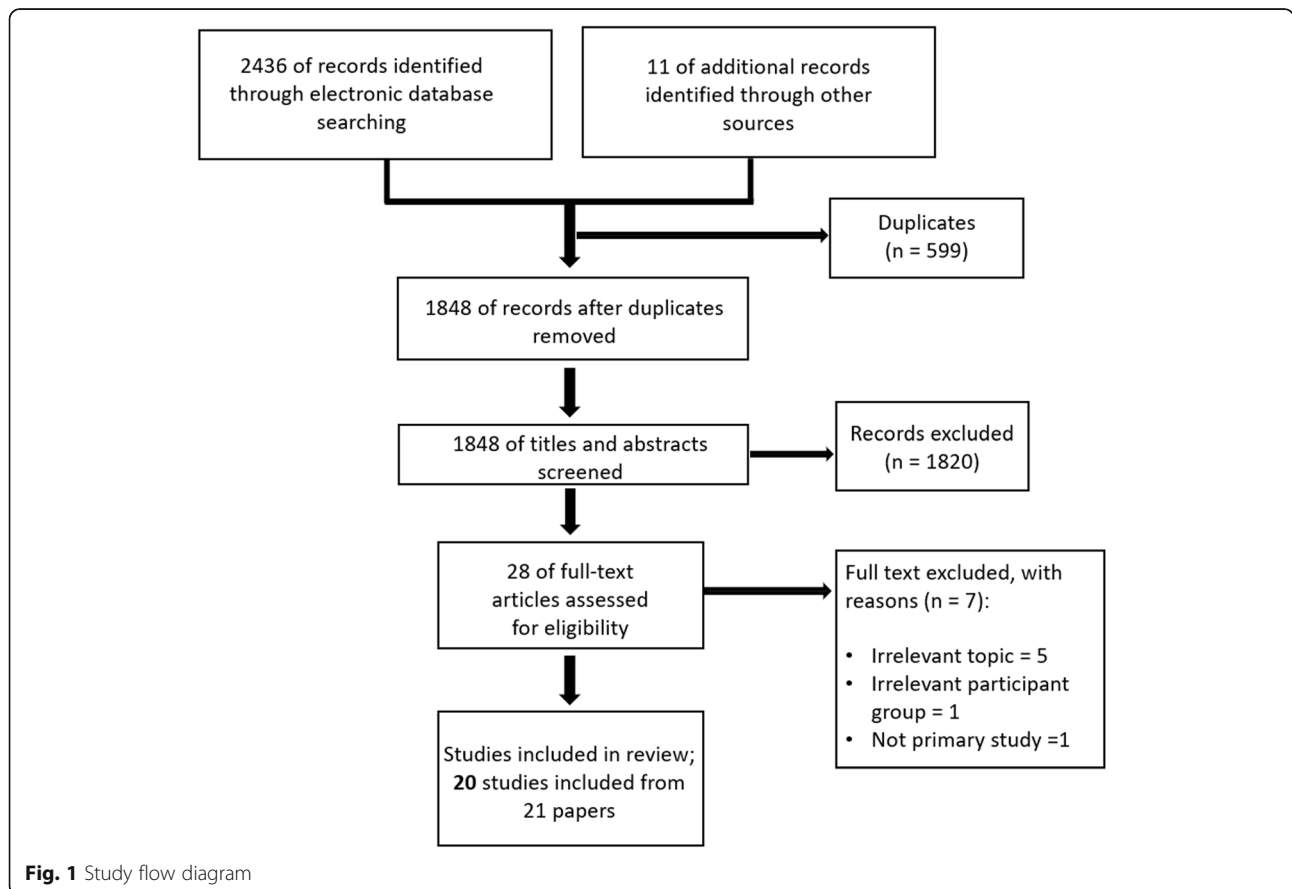 2436 of records identified
through electronic database
searching
11 of additional records
identified through other
sources
Duplicates
(n = 599)
1848 of records after duplicates
removed
1848 of titles and abstracts
screened
Records excluded
(n = 1820)
28 of full-text
articles assessed
for eligibility
Full text excluded, with
reasons (n = 7):
• Irrelevant topic = 5
• Irrelevant participant
group = 1
• Not primary study =1
Studies included in review;
20 studies included from
21 papers
Fig. 1 Study flow diagram